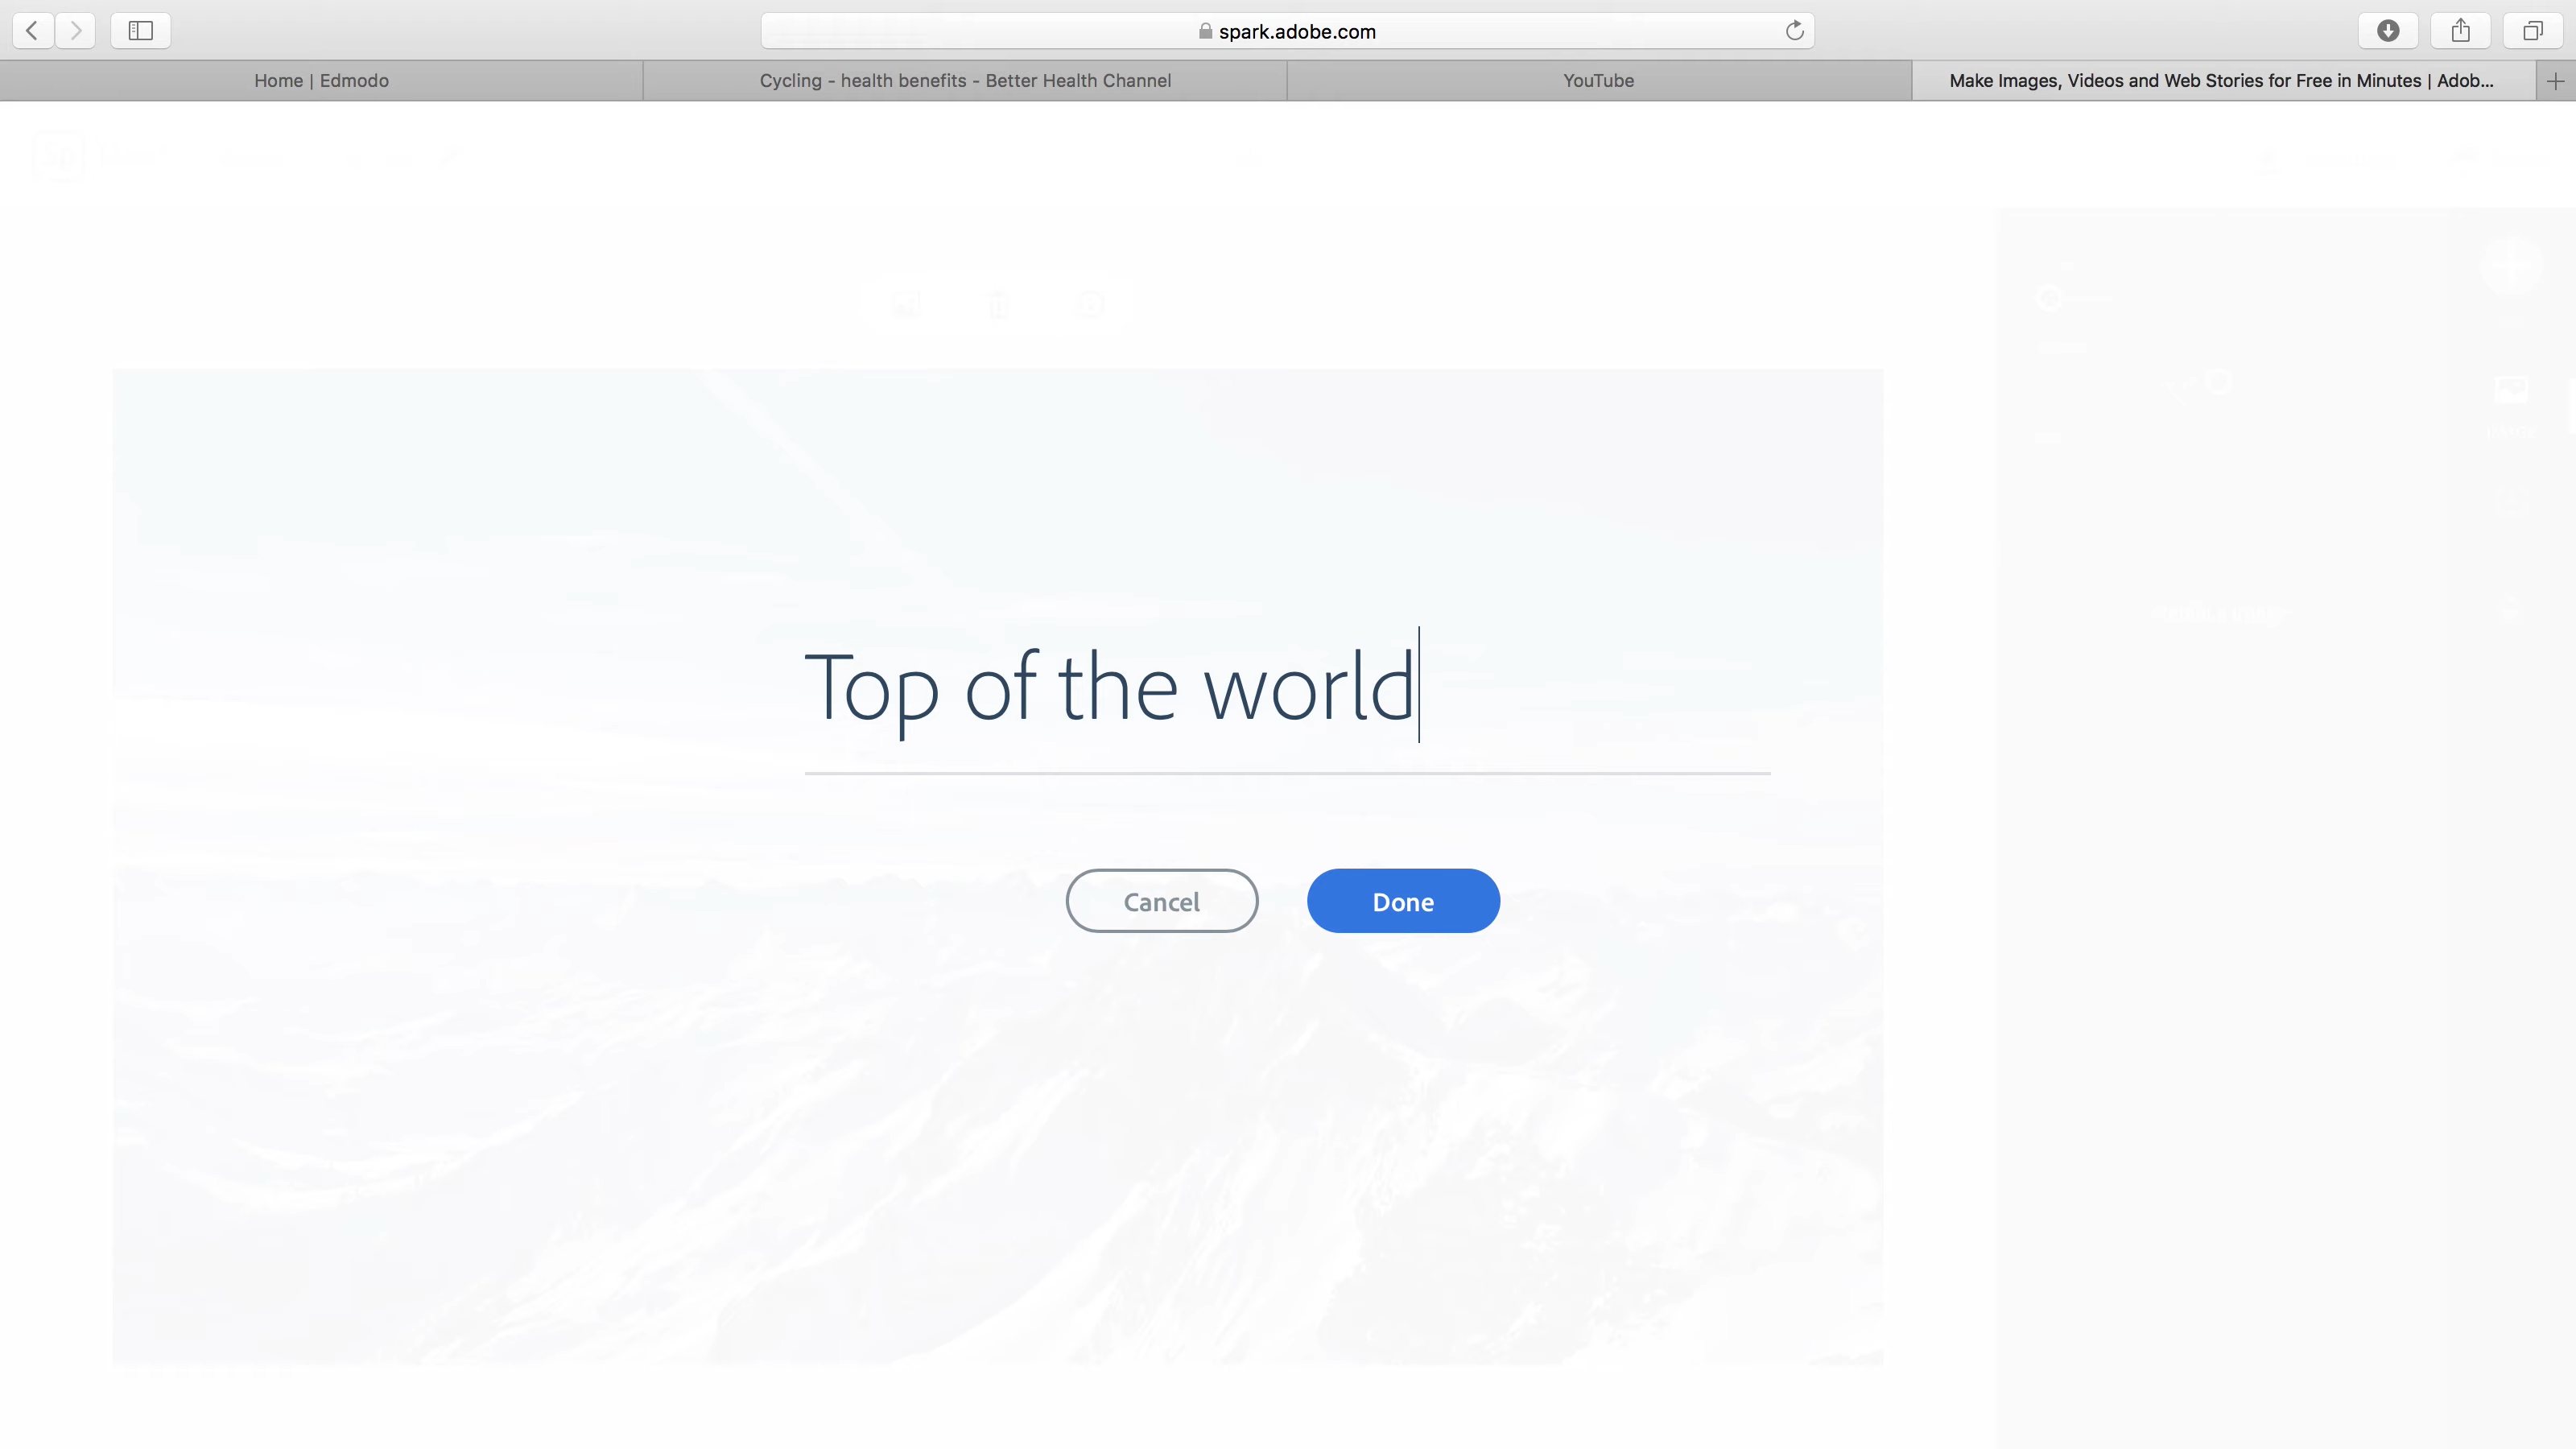 spark.adobe.com
Home | Edmodo
Cycling - health benefits - Better Health Channel
YouTube
Make Images, Videos and Web Stories for Free in Minutes | Adob...
Top of the world
Cancel
Done